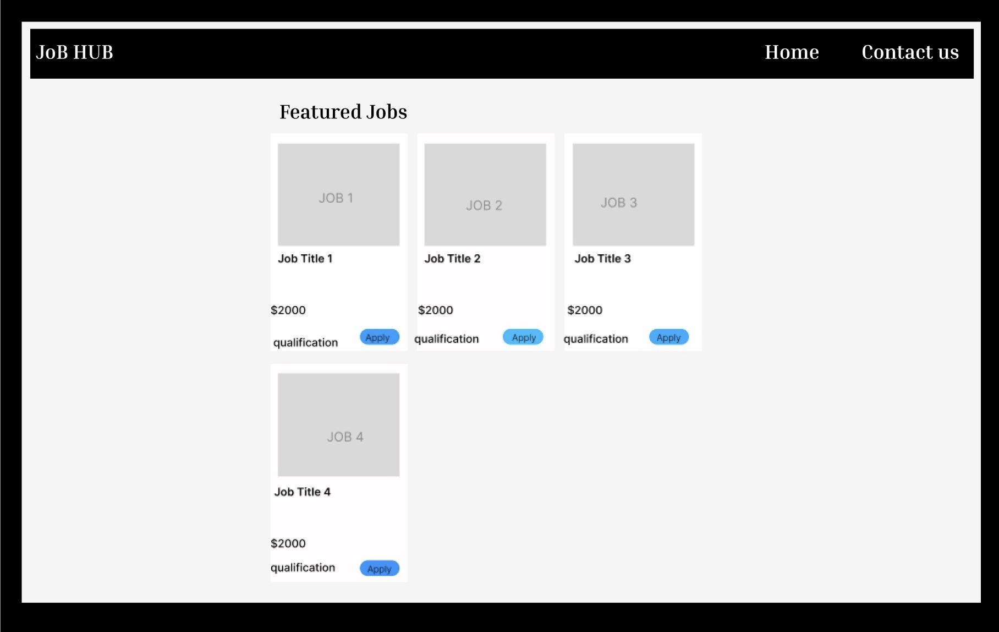 JoB HUB Home Contact us
Featured Jobs
JOB 1
Job Title 1
$2000
qualification Apply
JOB 2
Job Title 2
$2000
qualification Apply
JOB 3
Job Title 3
$2000
qualification Apply
JOB 4
Job Title 4
$2000
qualification Apply